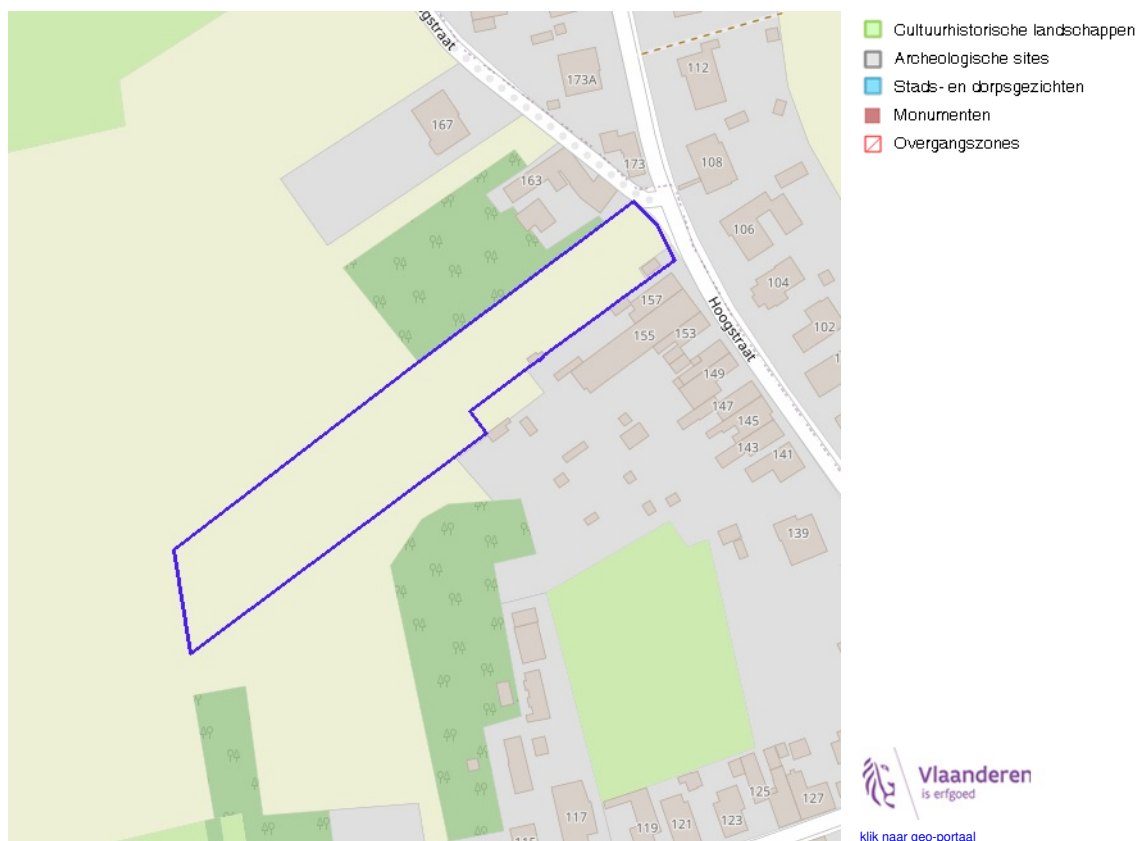 gstraat
173A
112
167
173
108
163
106
104
Hoogstraat
157
102
155
153
149
147
145
143
141
139
125
127
117
119
121
123
Cultuurhistorische landschappen
Archeologische sites
Stads- en dorpsgezichten
Monumenten
Overgangszones
Vlaanderen
is erfgoed
klik naar geo-portaal